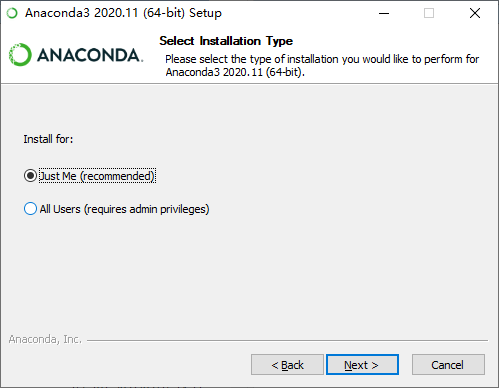 Anaconda3 2020.11 (64-bit) Setup
ANACONDA.
Select Installation Type
Please select the type of installation you would like to perform for
Anaconda3 2020.11 (64-bit).
Install for:
Just Me (recommended)
All Users (requires admin privileges)
Anaconda, Inc.
< Back
Next >
Cancel